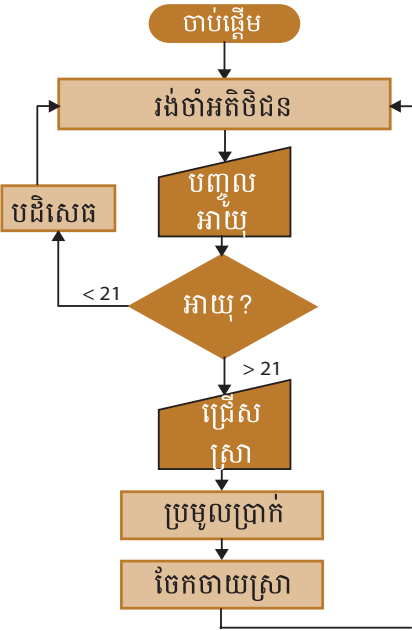 ចាប់ផ្តើម
រង់ចាំអតិថិជន
បញ្ចូល
អាយុ
បដិសេធ
< 21
អាយុ ?
> 21
ជ្រើស
ស្រា
ប្រមូលប្រាក់
ចែកចាយស្រា